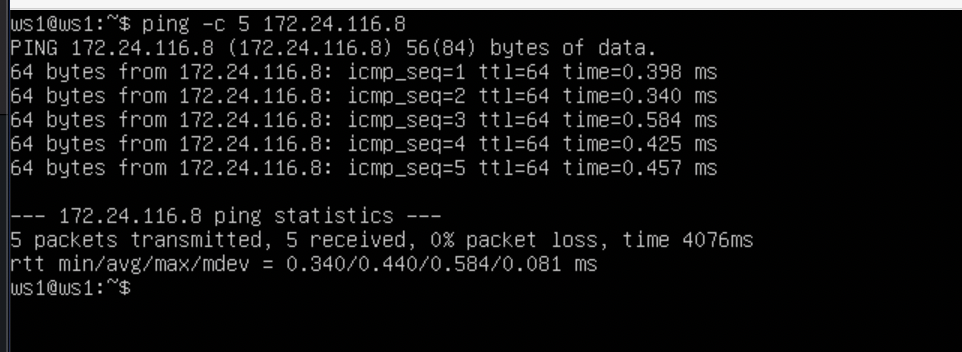 ws1@ws1:~$ ping -c 5 172.24.116.8
PING 172.24.116.8 (172.24.116.8) 56(84) bytes of data.
64 bytes from 172.24.116.8: icmp_seq=1 ttl=64 time=0.398 ms
64 bytes from 172.24.116.8: icmp_seq=2 ttl=64 time=0.340 ms
64 bytes from 172.24.116.8: icmp_seq=3 ttl=64 time=0.584 ms
64 bytes from 172.24.116.8: icmp_seq=4 ttl=64 time=0.425 ms
64 bytes from 172.24.116.8: icmp_seq=5 ttl=64 time=0.457 ms

--- 172.24.116.8 ping statistics ---
5 packets transmitted, 5 received, 0% packet loss, time 4076ms
rtt min/avg/max/mdev = 0.340/0.440/0.584/0.081 ms
ws1@ws1:~$